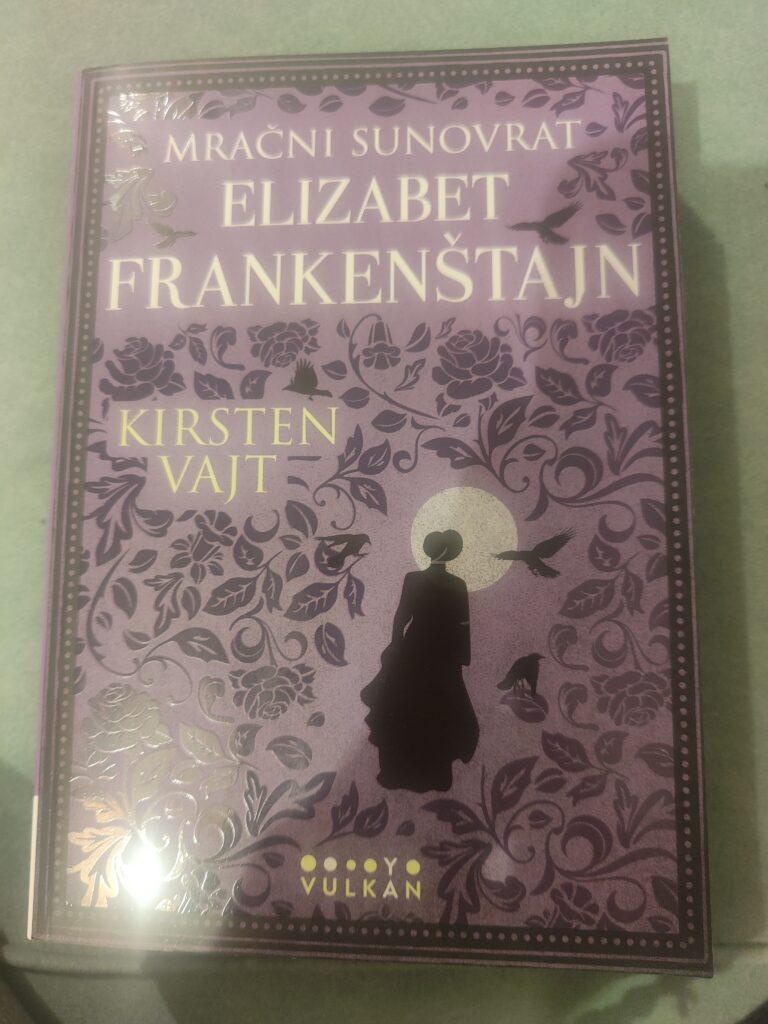 MRAČNI SUNOVRAT
ELIZABET
FRANKENŠTAJN
KIRSTEN
VAJT
VULKAN